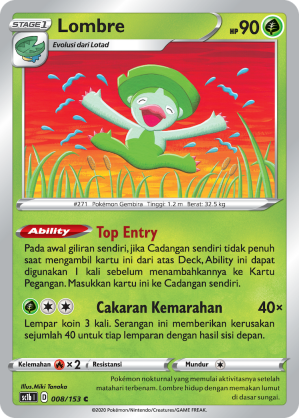 STAGE 1 Lombre HP 90
Evolusi dari Lotad
#271 Pokémon Gembira Tinggi: 1.2 m Berat: 32.5 kg
Ability Top Entry
Pada awal giliran sendiri, jika Cadangan sendiri tidak penuh
saat mengambil kartu ini dari atas Deck, Ability ini dapat
digunakan 1 kali sebelum menambahkannya ke Kartu
Pegangan. Masukkan kartu ini ke Cadangan sendiri.
Cakaran Kemarahan 40×
Lempar koin 3 kali. Serangan ini memberikan kerusakan
sejumlah 40 untuk tiap lemparan dengan hasil sisi depan.
Kelemahan × 2 Resistansi Mundur
Illus. Miki Tanaka
sc1b I D 008/153 C
Pokémon nokturnal yang memulai aktivitasnya setelah
matahari terbenam. Lombre hidup dengan memakan lumut
di dasar sungai.
©2020 Pokémon/Nintendo/Creatures/GAME FREAK.